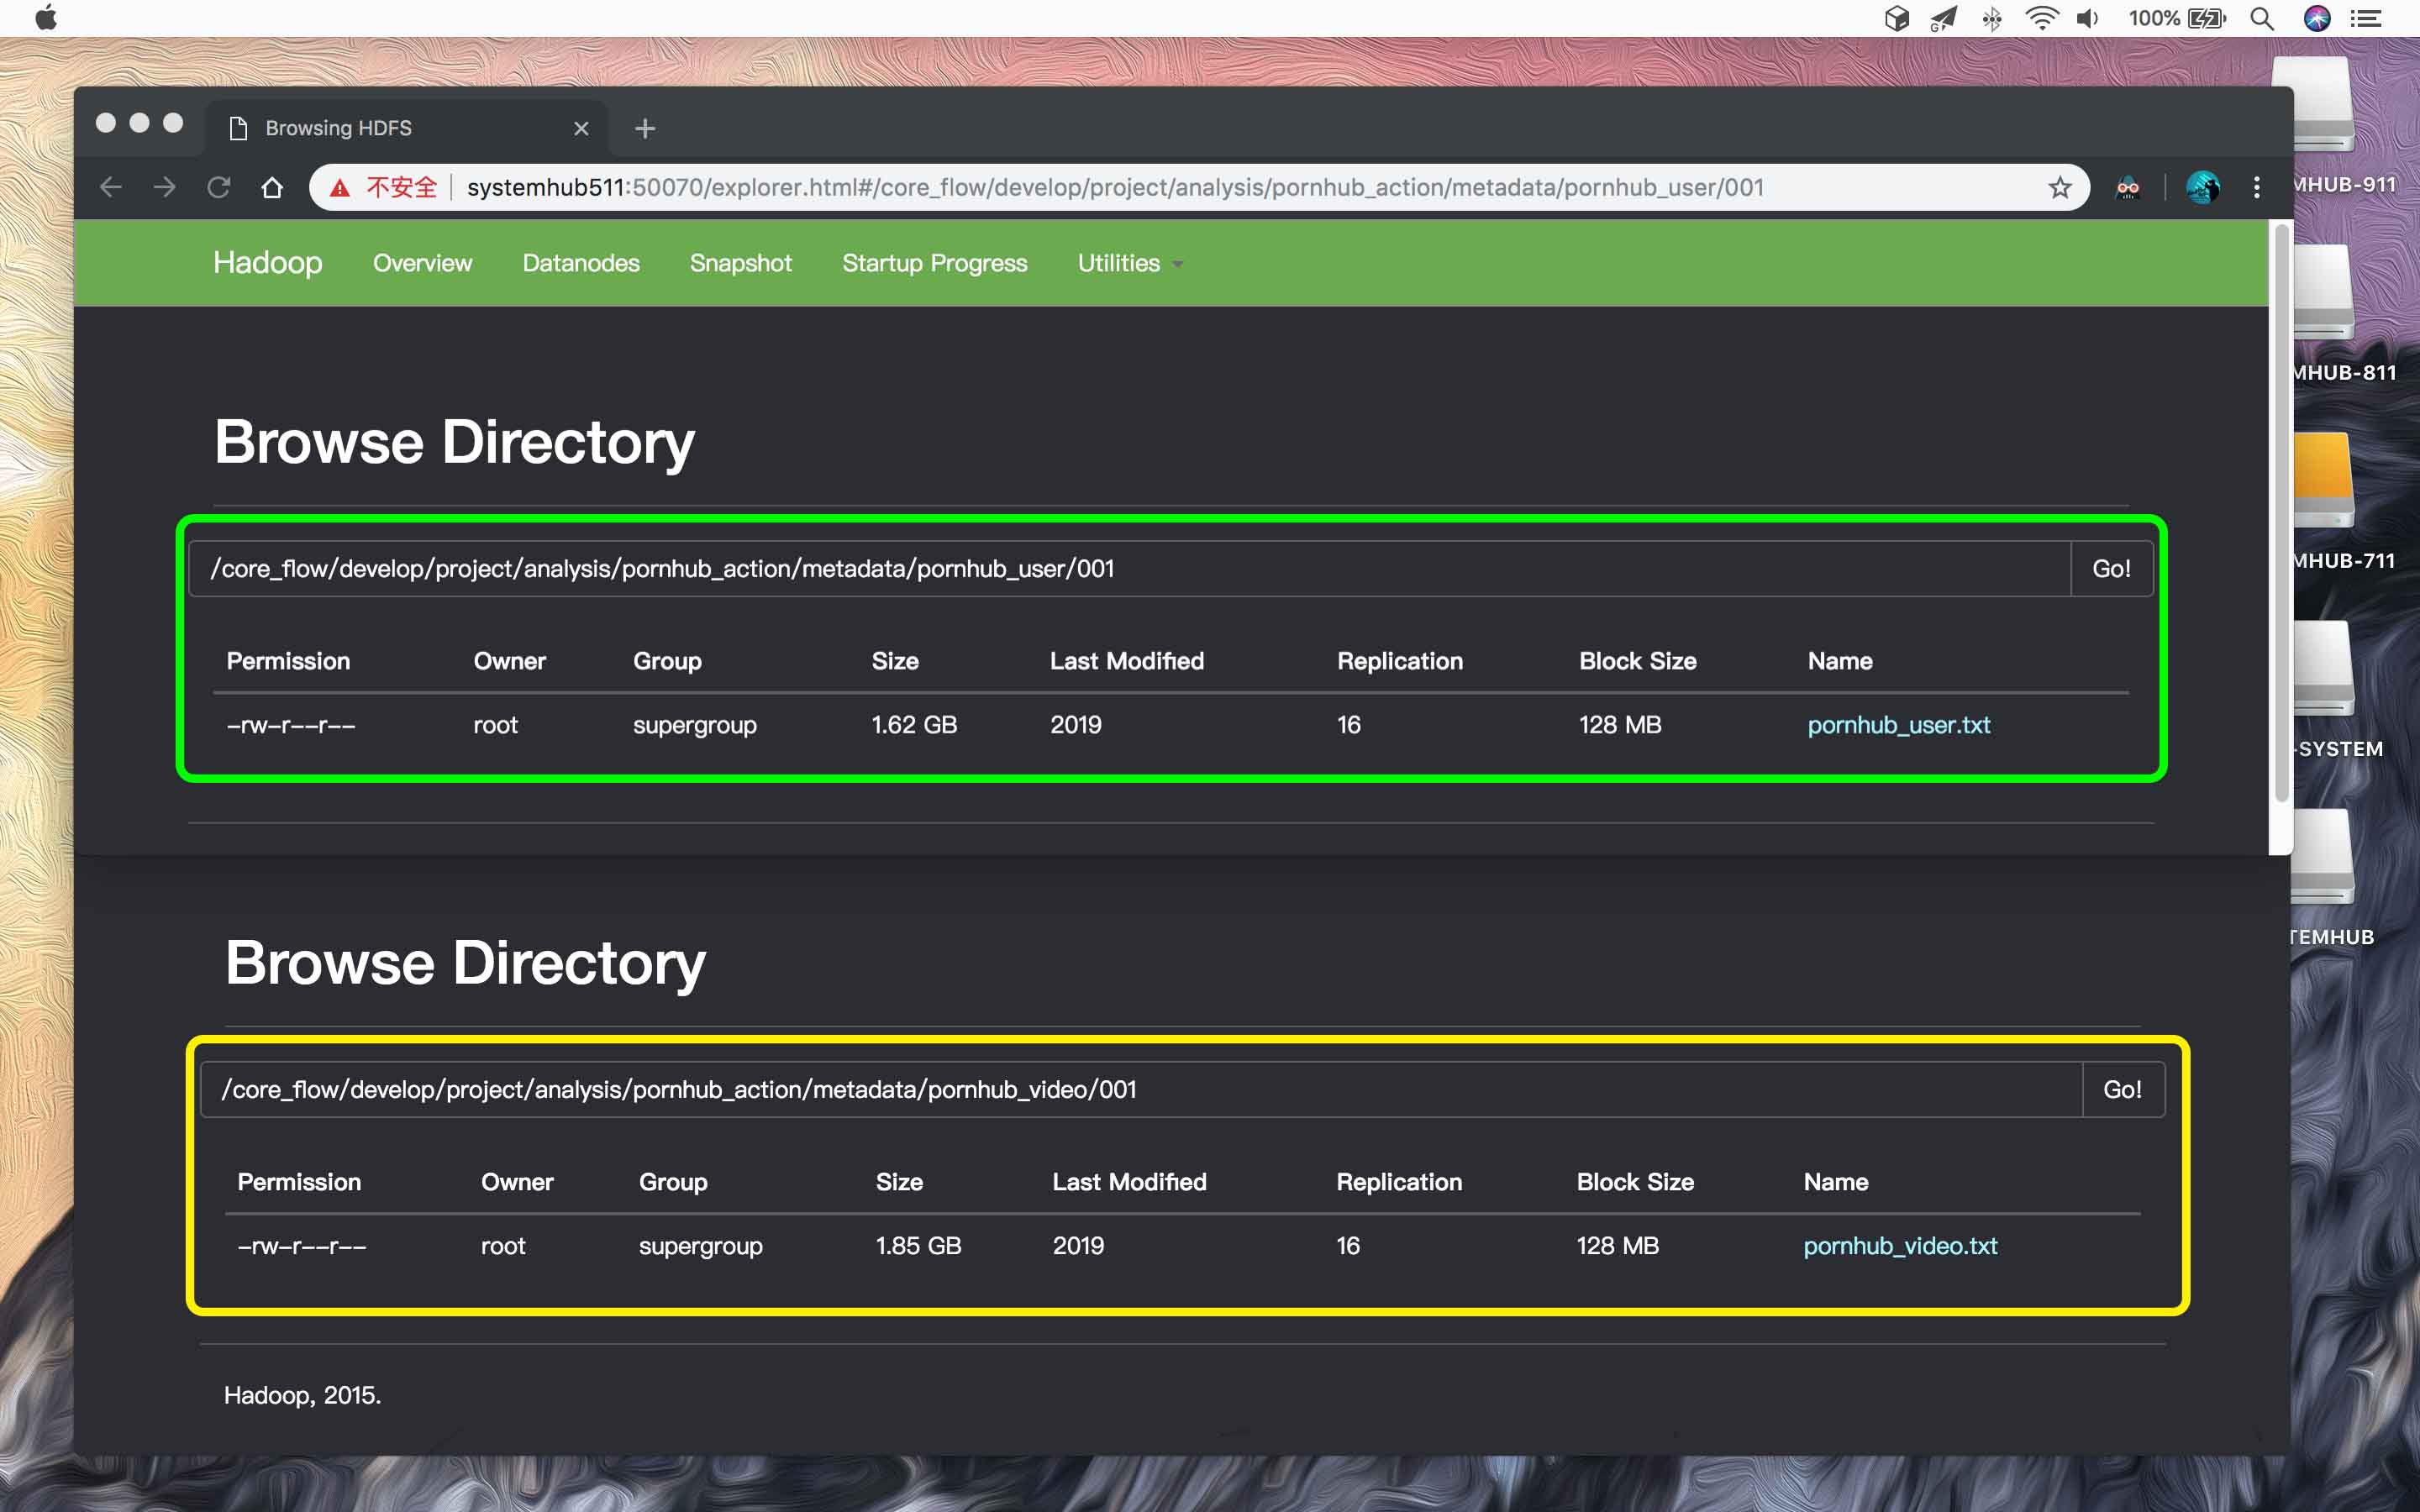 100%
Browsing HDFS
不安全 systemhub511:50070/explorer.html#/core_flow/develop/project/analysis/pornhub_action/metadata/pornhub_user/001
MHUB-911
Hadoop Overview Datanodes Snapshot Startup Progress Utilities
MHUB-811
Browse Directory
/core_flow/develop/project/analysis/pornhub_action/metadata/pornhub_user/001 Go!
MHUB-711
Permission Owner Group Size Last Modified Replication Block Size Name
-rw-r--r-- root supergroup 1.62 GB 2019 16 128 MB pornhub_user.txt
-SYSTEM
TEMHUB
Browse Directory
/core_flow/develop/project/analysis/pornhub_action/metadata/pornhub_video/001 Go!
Permission Owner Group Size Last Modified Replication Block Size Name
-rw-r--r-- root supergroup 1.85 GB 2019 16 128 MB pornhub_video.txt
Hadoop, 2015.